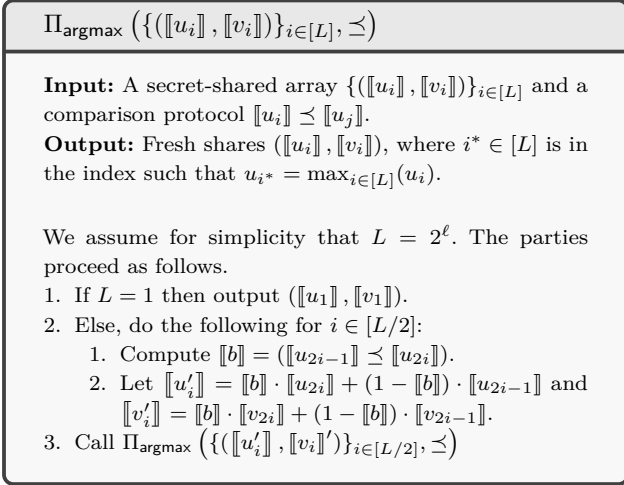 Π_argmax ({(⟦u_i⟧ , ⟦v_i⟧)}_{i∈[L]}, ⪯)
Input: A secret-shared array {(⟦u_i⟧ , ⟦v_i⟧)}_{i∈[L]} and a
comparison protocol ⟦u_i⟧ ⪯ ⟦u_j⟧.
Output: Fresh shares (⟦u_i⟧ , ⟦v_i⟧), where i* ∈ [L] is in
the index such that u_{i*} = max_{i∈[L]}(u_i).
We assume for simplicity that L = 2^ℓ. The parties
proceed as follows.
1. If L = 1 then output (⟦u_1⟧ , ⟦v_1⟧).
2. Else, do the following for i ∈ [L/2]:
1. Compute ⟦b⟧ = (⟦u_{2i−1}⟧ ⪯ ⟦u_{2i}⟧).
2. Let ⟦u′_i⟧ = ⟦b⟧ · ⟦u_{2i}⟧ + (1 − ⟦b⟧) · ⟦u_{2i−1}⟧ and
⟦v′_i⟧ = ⟦b⟧ · ⟦v_{2i}⟧ + (1 − ⟦b⟧) · ⟦v_{2i−1}⟧.
3. Call Π_argmax ({(⟦u′_i⟧ , ⟦v_i⟧′)}_{i∈[L/2]}, ⪯)